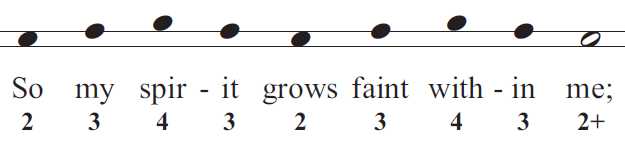 So my spir - it grows faint with - in me;
2 3 4 3 2 3 4 3 2+